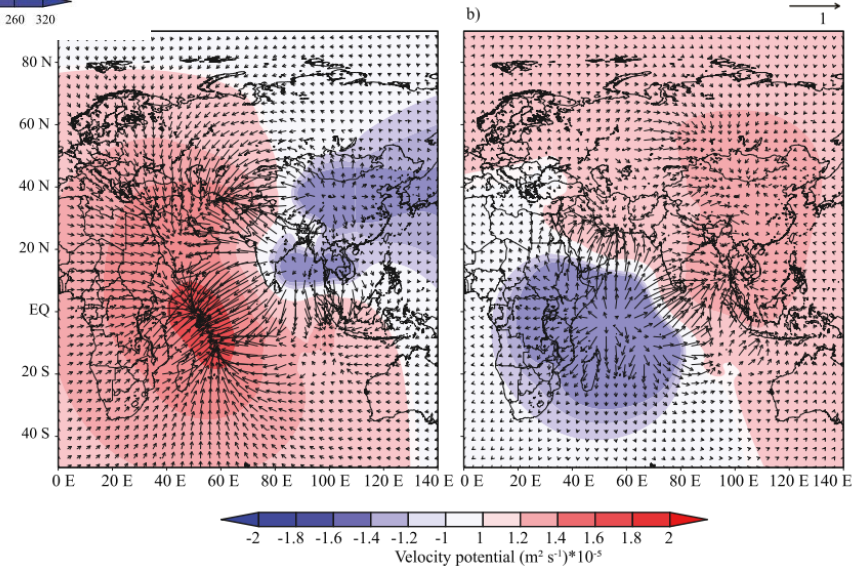 260 320
b)
1
80 N
60 N
40 N
20 N
EQ
20 S
40 S
0 E 20 E 40 E 60 E 80 E 100 E 120 E 140 E
0 E 20 E 40 E 60 E 80 E 100 E 120 E 140 E
-2 -1.8 -1.6 -1.4 -1.2 -1 1 1.2 1.4 1.6 1.8 2
Velocity potential (m² s⁻¹)*10⁻⁵